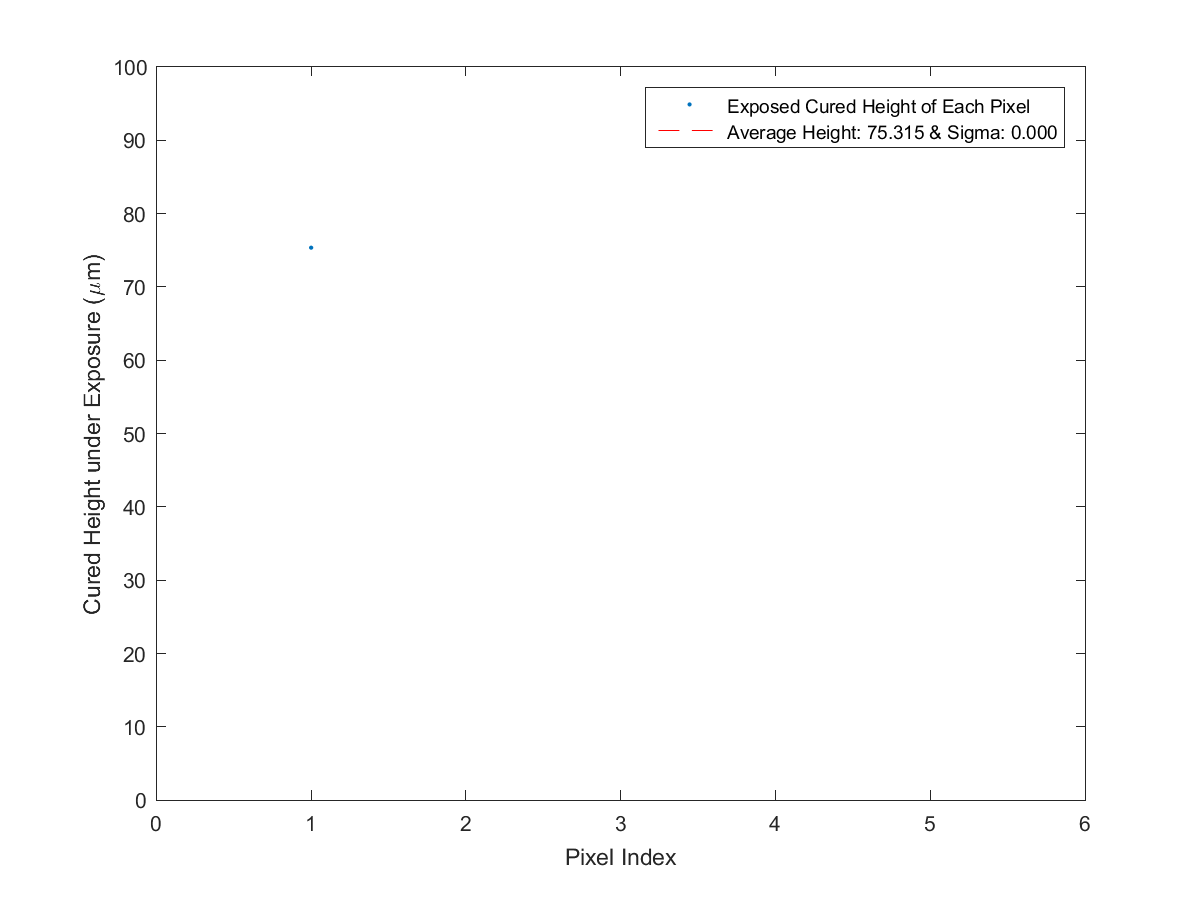 Exposed Cured Height of Each Pixel
Average Height: 75.315 & Sigma: 0.000
100
90
80
70
60
50
40
30
20
10
0
Cured Height under Exposure (μm)
0 1 2 3 4 5 6
Pixel Index